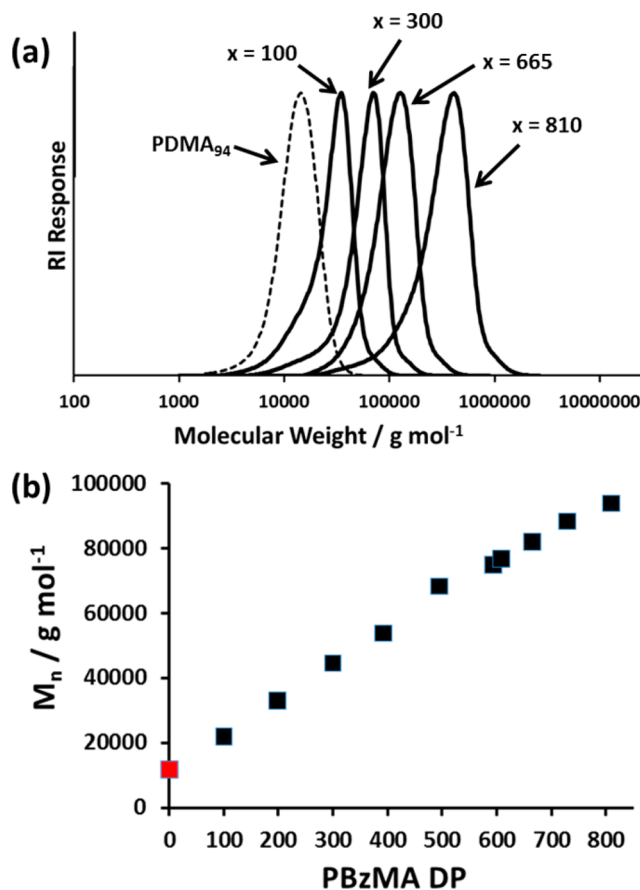 (a)
x = 300
x = 100
x = 665
x = 810
PDMA94
RI Response
100
1000
10000
100000
1000000
10000000
Molecular Weight / g mol-1
(b)
100000
80000
60000
40000
20000
0
Mn / g mol-1
0
100
200
300
400
500
600
700
800
PBzMA DP